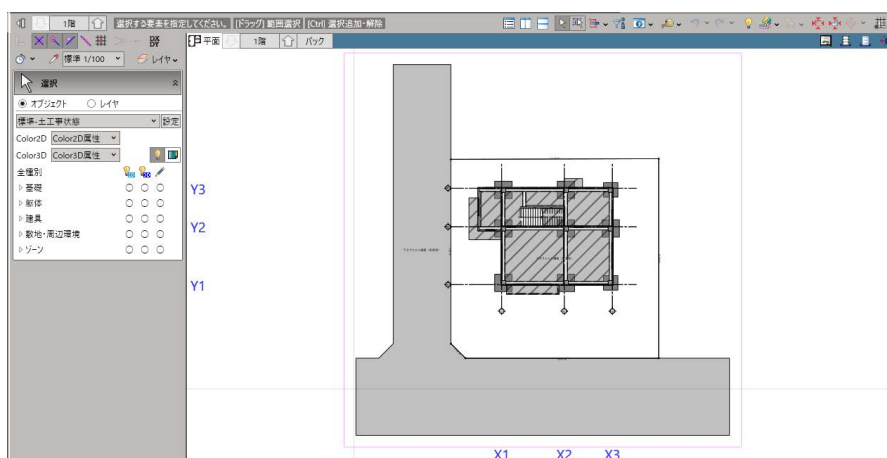 1階
選択する要素を指定してください。 [ドラッグ] 範囲選択 [Ctrl] 選択追加・解除
標準 1/100
レイヤ
平面
1階
バック
選択
オブジェクト
レイヤ
標準-土工事状態
設定
Color2D
Color2D属性
Color3D
Color3D属性
全種別
基礎
躯体
建具
敷地・周辺環境
ゾーン
Y3
Y2
Y1
X1
X2
X3